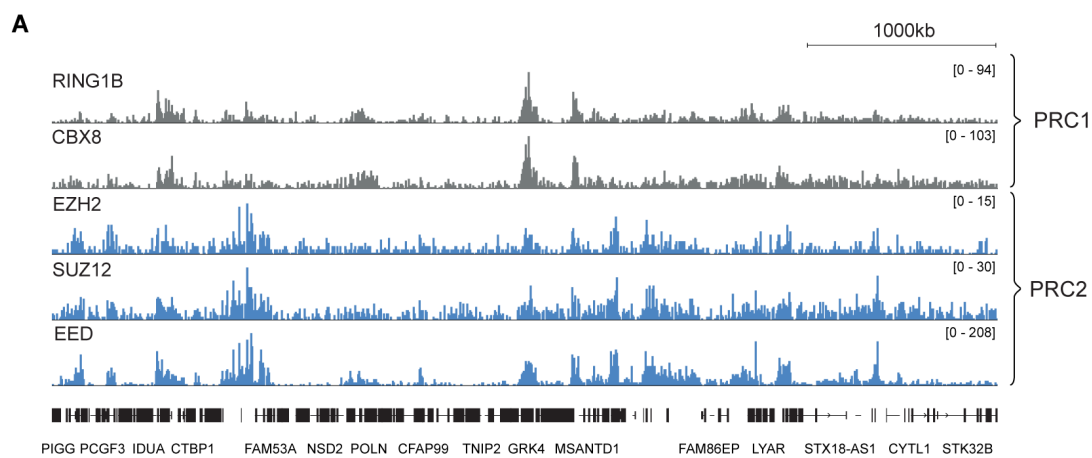 A
1000kb
RING1B
[0 - 94]
CBX8
[0 - 103]
PRC1
EZH2
[0 - 15]
SUZ12
[0 - 30]
EED
[0 - 208]
PRC2
PIGG PCGF3 IDUA CTBP1 FAM53A NSD2 POLN CFAP99 TNIP2 GRK4 MSANTD1 FAM86EP LYAR STX18-AS1 CYTL1 STK32B